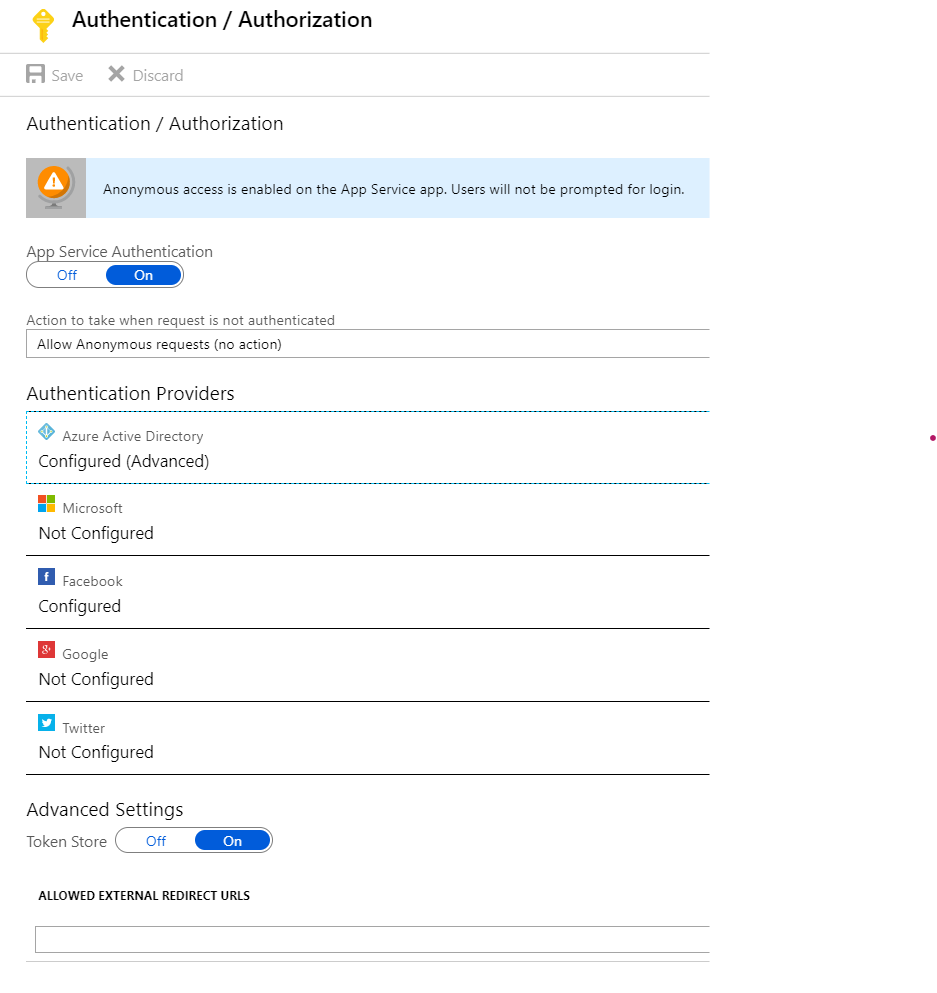 Authentication / Authorization
Save Discard
Authentication / Authorization
Anonymous access is enabled on the App Service app. Users will not be prompted for login.
App Service Authentication
Off On
Action to take when request is not authenticated
Allow Anonymous requests (no action)
Authentication Providers
Azure Active Directory
Configured (Advanced)
Microsoft
Not Configured
Facebook
Configured
Google
Not Configured
Twitter
Not Configured
Advanced Settings
Token Store Off On
ALLOWED EXTERNAL REDIRECT URLS